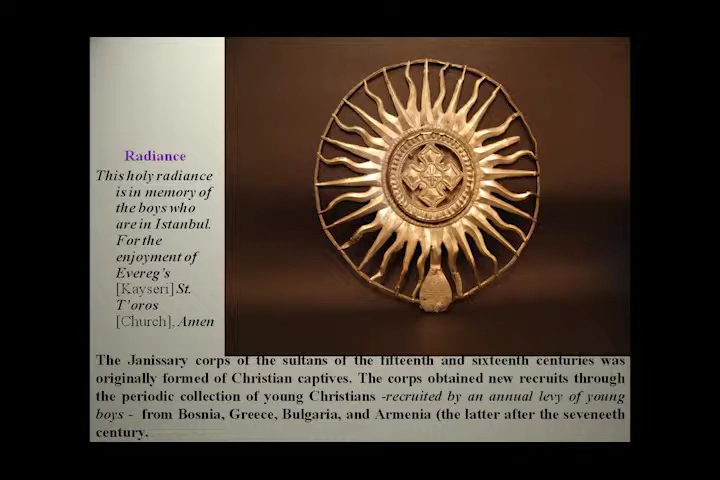 Radiance
This holy radiance
is in memory of
the boys who
are in Istanbul.
For the
enjoyment of
Evereg's
[Kayseri] St.
T'oros
[Church], Amen
The Janissary corps of the sultans of the fifteenth and sixteenth centuries was
originally formed of Christian captives. The corps obtained new recruits through
the periodic collection of young Christians -recruited by an annual levy of young
boys - from Bosnia, Greece, Bulgaria, and Armenia (the latter after the seveneeth
century.